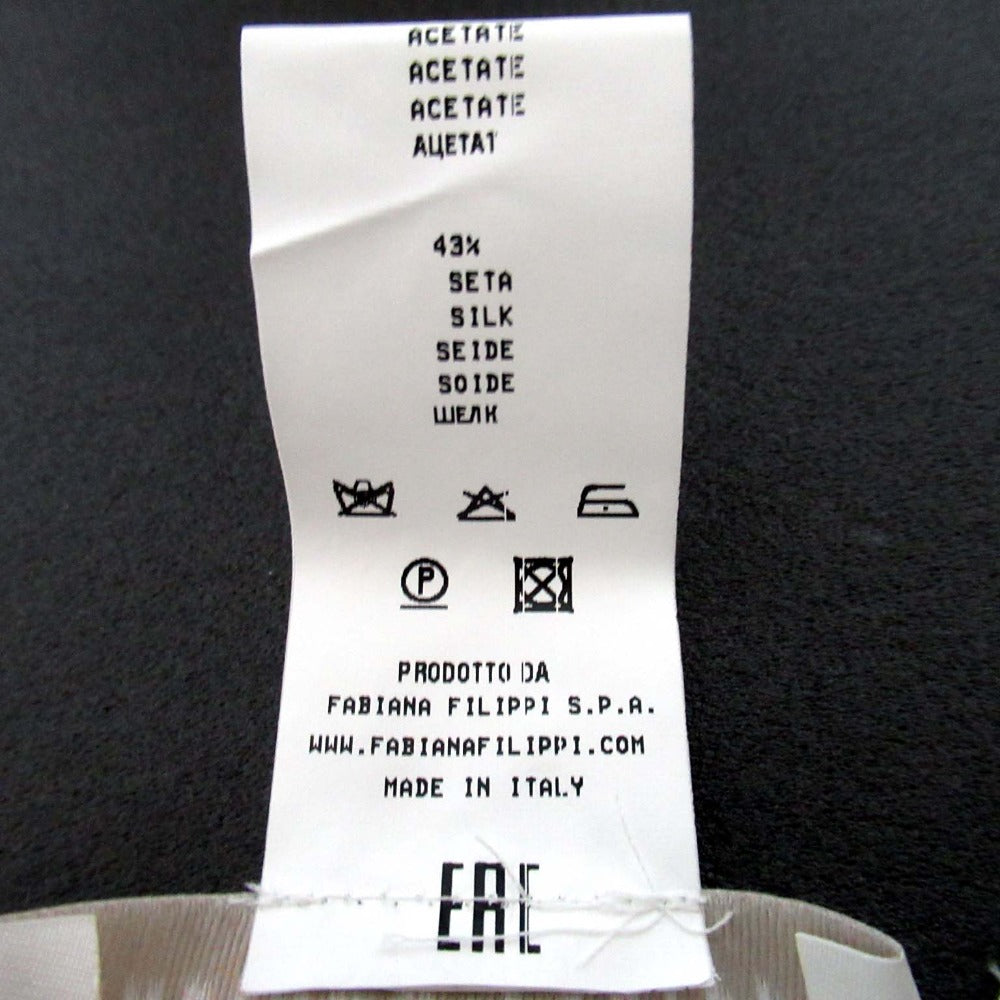 ACETATE
ACETATE
ACETATE
АЦЕТАТ
43%
SETA
SILK
SEIDE
SOIDE
ШЕЛК
P
PRODOTTO DA
FABIANA FILIPPI S.P.A.
WWW.FABIANAFILIPPI.COM
MADE IN ITALY
EAC